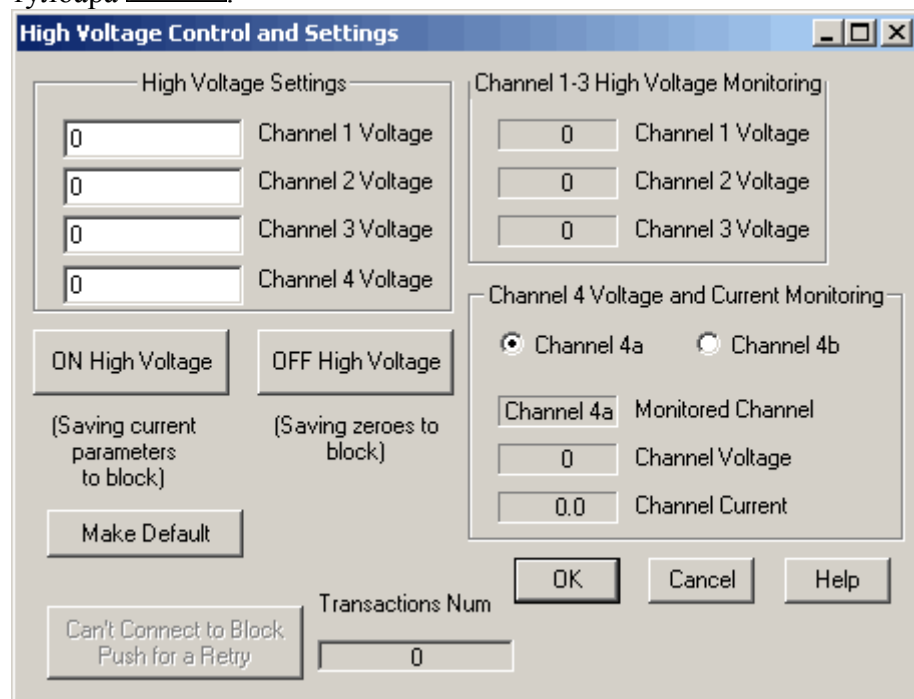 тулбара
High Voltage Control and Settings
High Voltage Settings
0 Channel 1 Voltage
0 Channel 2 Voltage
0 Channel 3 Voltage
0 Channel 4 Voltage
ON High Voltage
(Saving current
parameters
to block)
OFF High Voltage
(Saving zeroes to
block)
Make Default
Channel 1-3 High Voltage Monitoring
0 Channel 1 Voltage
0 Channel 2 Voltage
0 Channel 3 Voltage
Channel 4 Voltage and Current Monitoring
Channel 4a Channel 4b
Channel 4a Monitored Channel
0 Channel Voltage
0.0 Channel Current
OK Cancel Help
Can't Connect to Block
Push for a Retry
Transactions Num
0